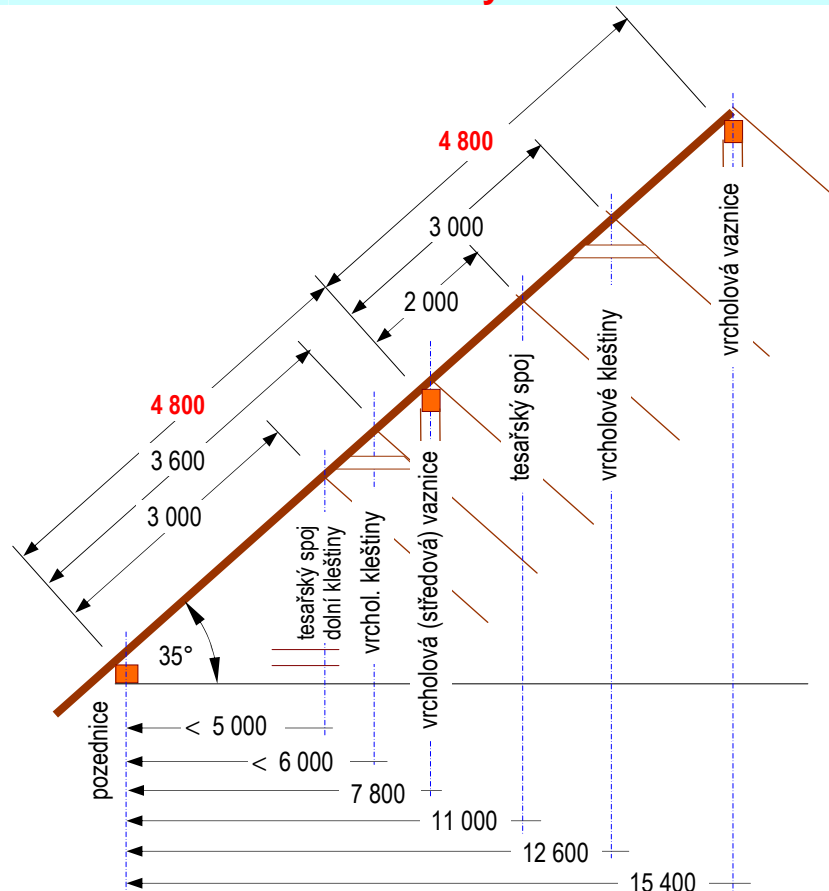 4 800
3 000
2 000
4 800
3 600
3 000
35°
pozednice
tesařský spoj
dolní kleštiny
vrchol. kleštiny
vrcholová (středová) vaznice
tesařský spoj
vrcholové kleštiny
vrcholová vaznice
< 5 000
< 6 000
7 800
11 000
12 600
15 400